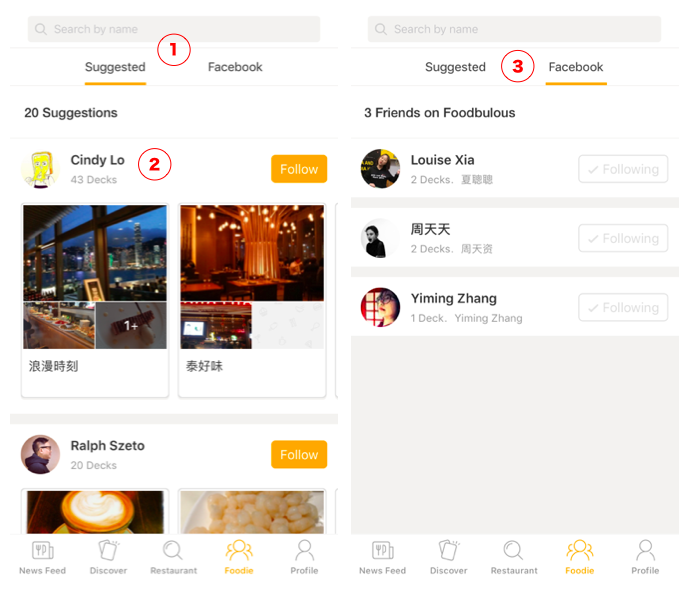 Search by name
1
Suggested Facebook
20 Suggestions
Cindy Lo
2
43 Decks
Follow
1+
浪漫時刻
泰好味
Ralph Szeto
20 Decks
Follow
News Feed Discover Restaurant Foodie Profile
Search by name
Suggested 3 Facebook
3 Friends on Foodbulous
Louise Xia
2 Decks, 夏聰聰
Following
周天天
2 Decks, 周天资
Following
Yiming Zhang
1 Deck, Yiming Zhang
Following
News Feed Discover Restaurant Foodie Profile